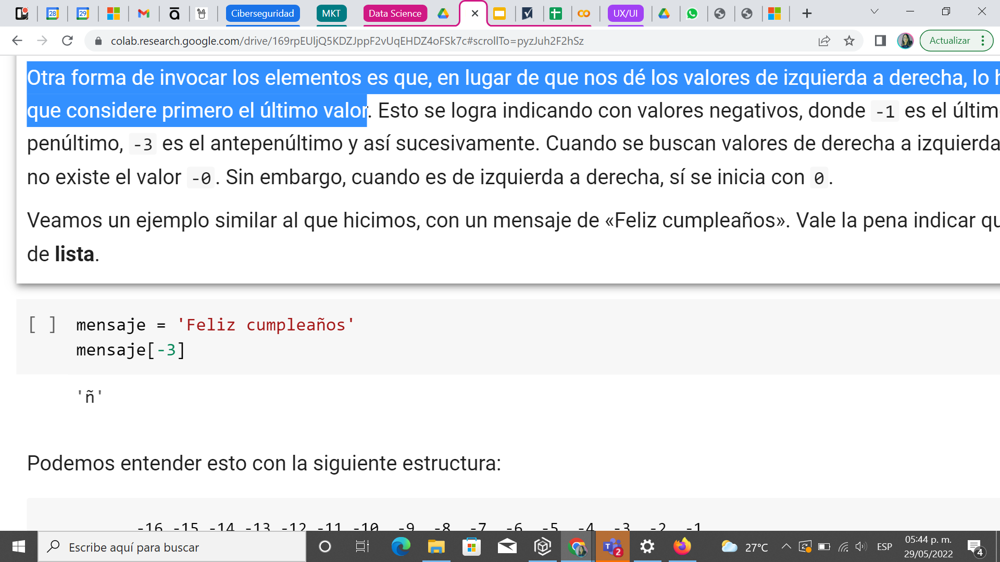 28
29
Ciberseguridad
MKT
Data Science
UX/UI
colab.research.google.com/drive/169rpEUljQ5KDZJppF2vUqEHDZ4oFSk7c#scrollTo=pyzJuh2F2hSz
Actualizar
Otra forma de invocar los elementos es que, en lugar de que nos dé los valores de izquierda a derecha, lo
que considere primero el último valor. Esto se logra indicando con valores negativos, donde -1 es el
penúltimo, -3 es el antepenúltimo y así sucesivamente. Cuando se buscan valores de derecha a izquierda
no existe el valor -0. Sin embargo, cuando es de izquierda a derecha, sí se inicia con 0.
Veamos un ejemplo similar al que hicimos, con un mensaje de «Feliz cumpleaños». Vale la pena indicar
de lista.
[ ] mensaje = 'Feliz cumpleaños'
mensaje[-3]
'ñ'
Podemos entender esto con la siguiente estructura:
-16 -15 -14 -13 -12 -11 -10 -9 -8 -7 -6 -5 -4 -3 -2 -1
Escribe aquí para buscar
2
27°C
ESP
05:44 p. m.
29/05/2022
4